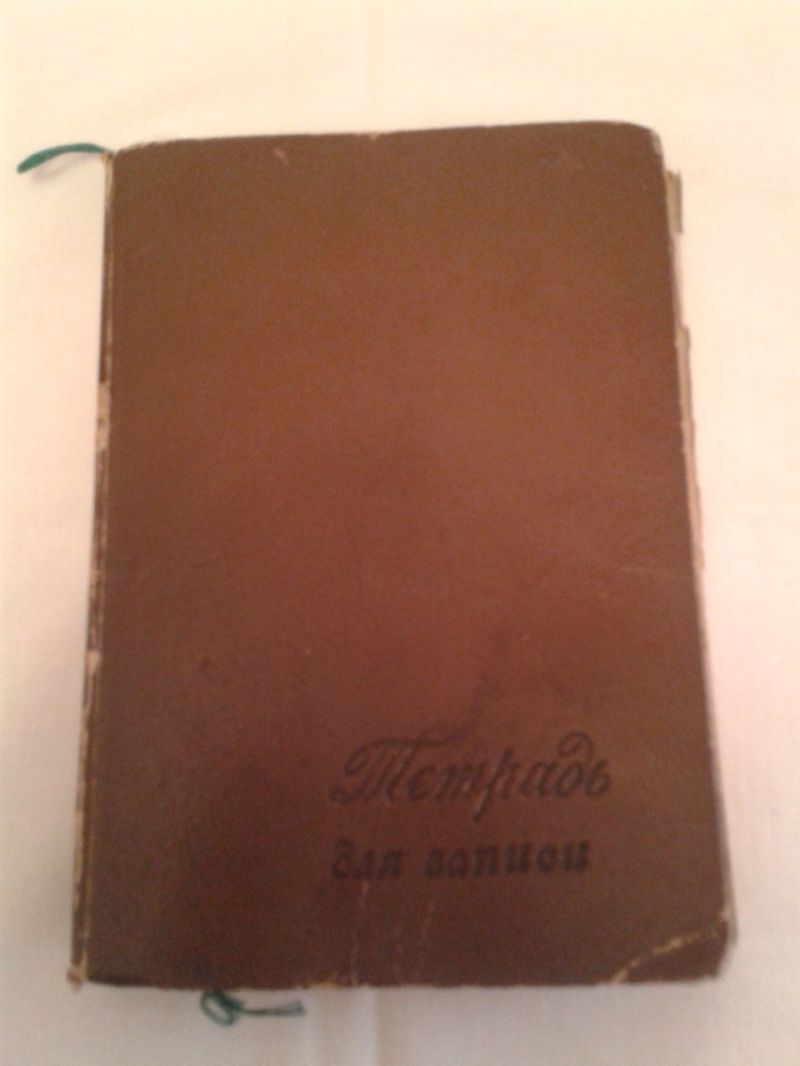 Тетрадь
для записи